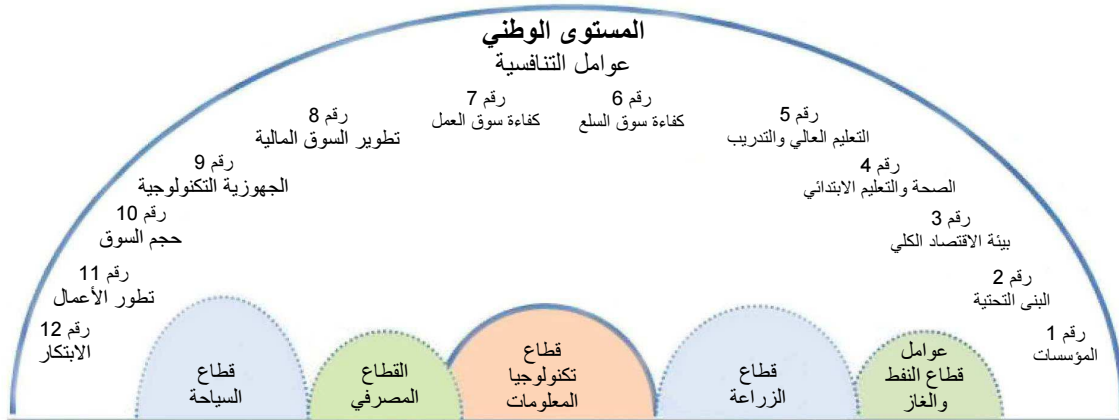 المستوى الوطني
عوامل التنافسية
رقم 1
المؤسسات
رقم 2
البنى التحتية
رقم 3
بيئة الاقتصاد الكلي
رقم 4
الصحة والتعليم الابتدائي
رقم 5
التعليم العالي والتدريب
رقم 6
كفاءة سوق السلع
رقم 7
كفاءة سوق العمل
رقم 8
تطوير السوق المالية
رقم 9
الجهوزية التكنولوجية
رقم 10
حجم السوق
رقم 11
تطور الأعمال
رقم 12
الابتكار
عوامل
قطاع النفط
والغاز
قطاع
الزراعة
قطاع
تكنولوجيا
المعلومات
القطاع
المصرفي
قطاع
السياحة